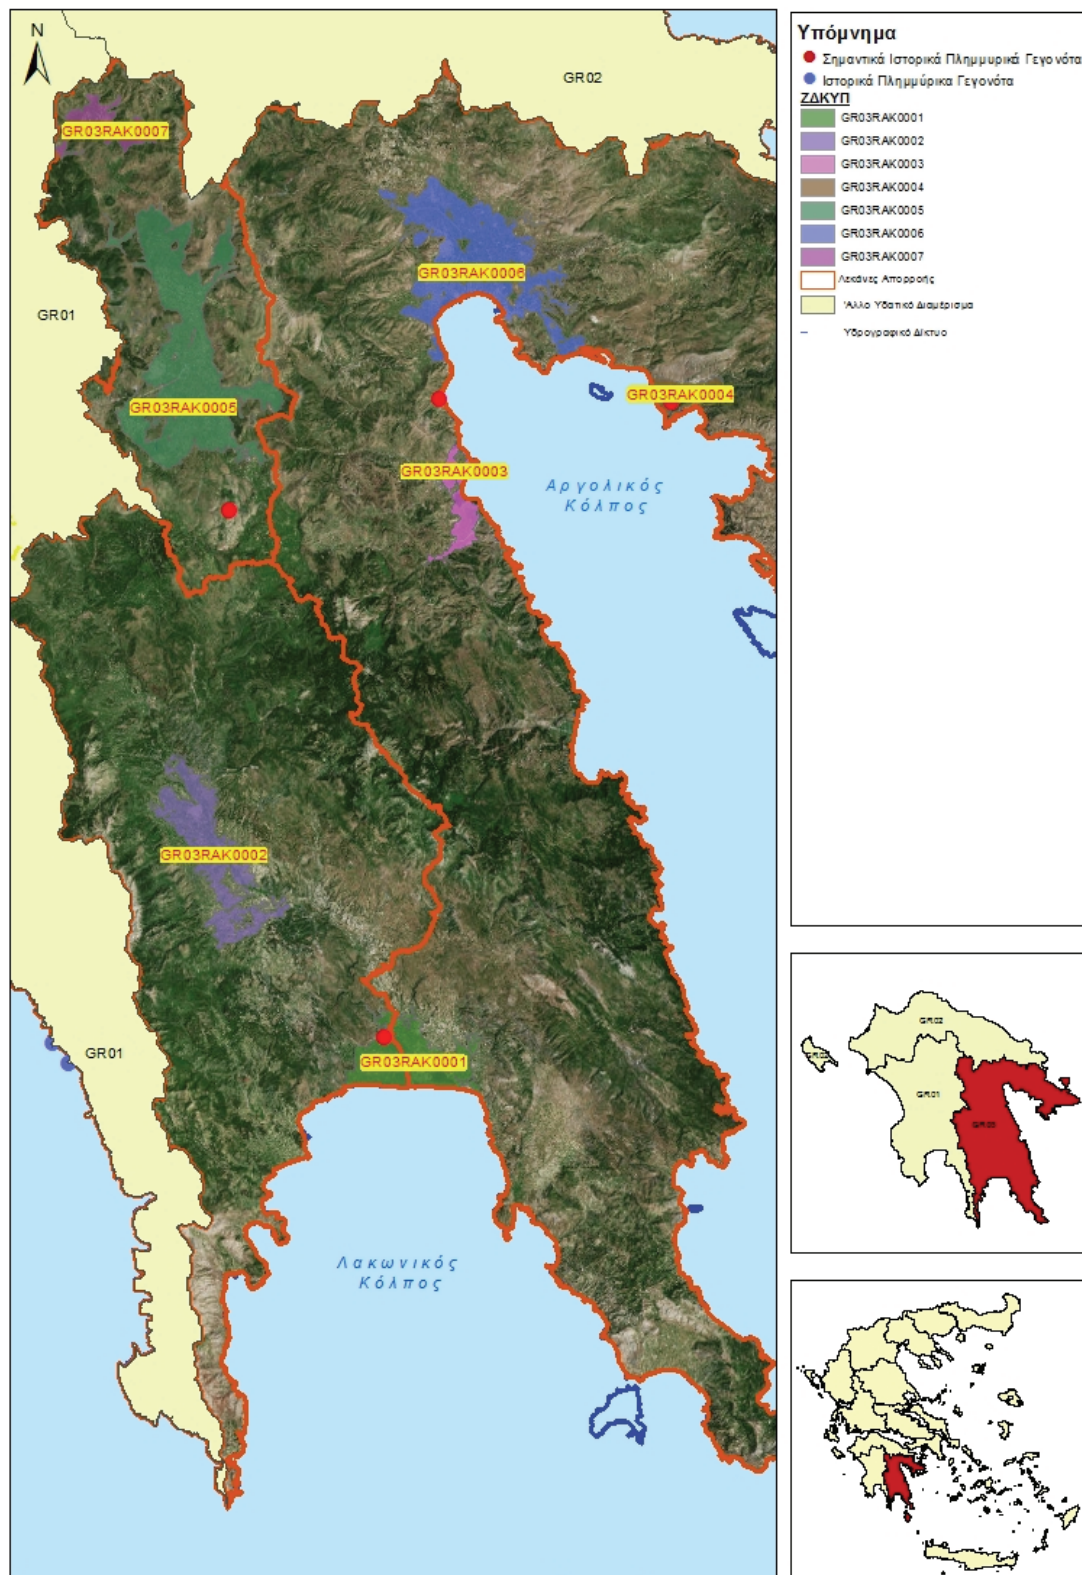 N
GR02
GR03RAK0007
GR03RAK0006
GR01
GR03RAK0005
GR03RAK0004
GR03RAK0003
Αργολικός
Κόλπος
GR03RAK0002
GR01
GR03RAK0001
Λακωνικός
Κόλπος
Υπόμνημα
Σημαντικά Ιστορικά Πλημμυρικά Γεγονότα
Ιστορικά Πλημμύρικα Γεγονότα
ΖΔΚΥΠ
GR03RAK0001
GR03RAK0002
GR03RAK0003
GR03RAK0004
GR03RAK0005
GR03RAK0006
GR03RAK0007
Λεκάνες Απορροής
Άλλο Υδατικό Διαμέρισμα
Υδρογραφικό Δίκτυο
GR02
GR02
GR01
GR03